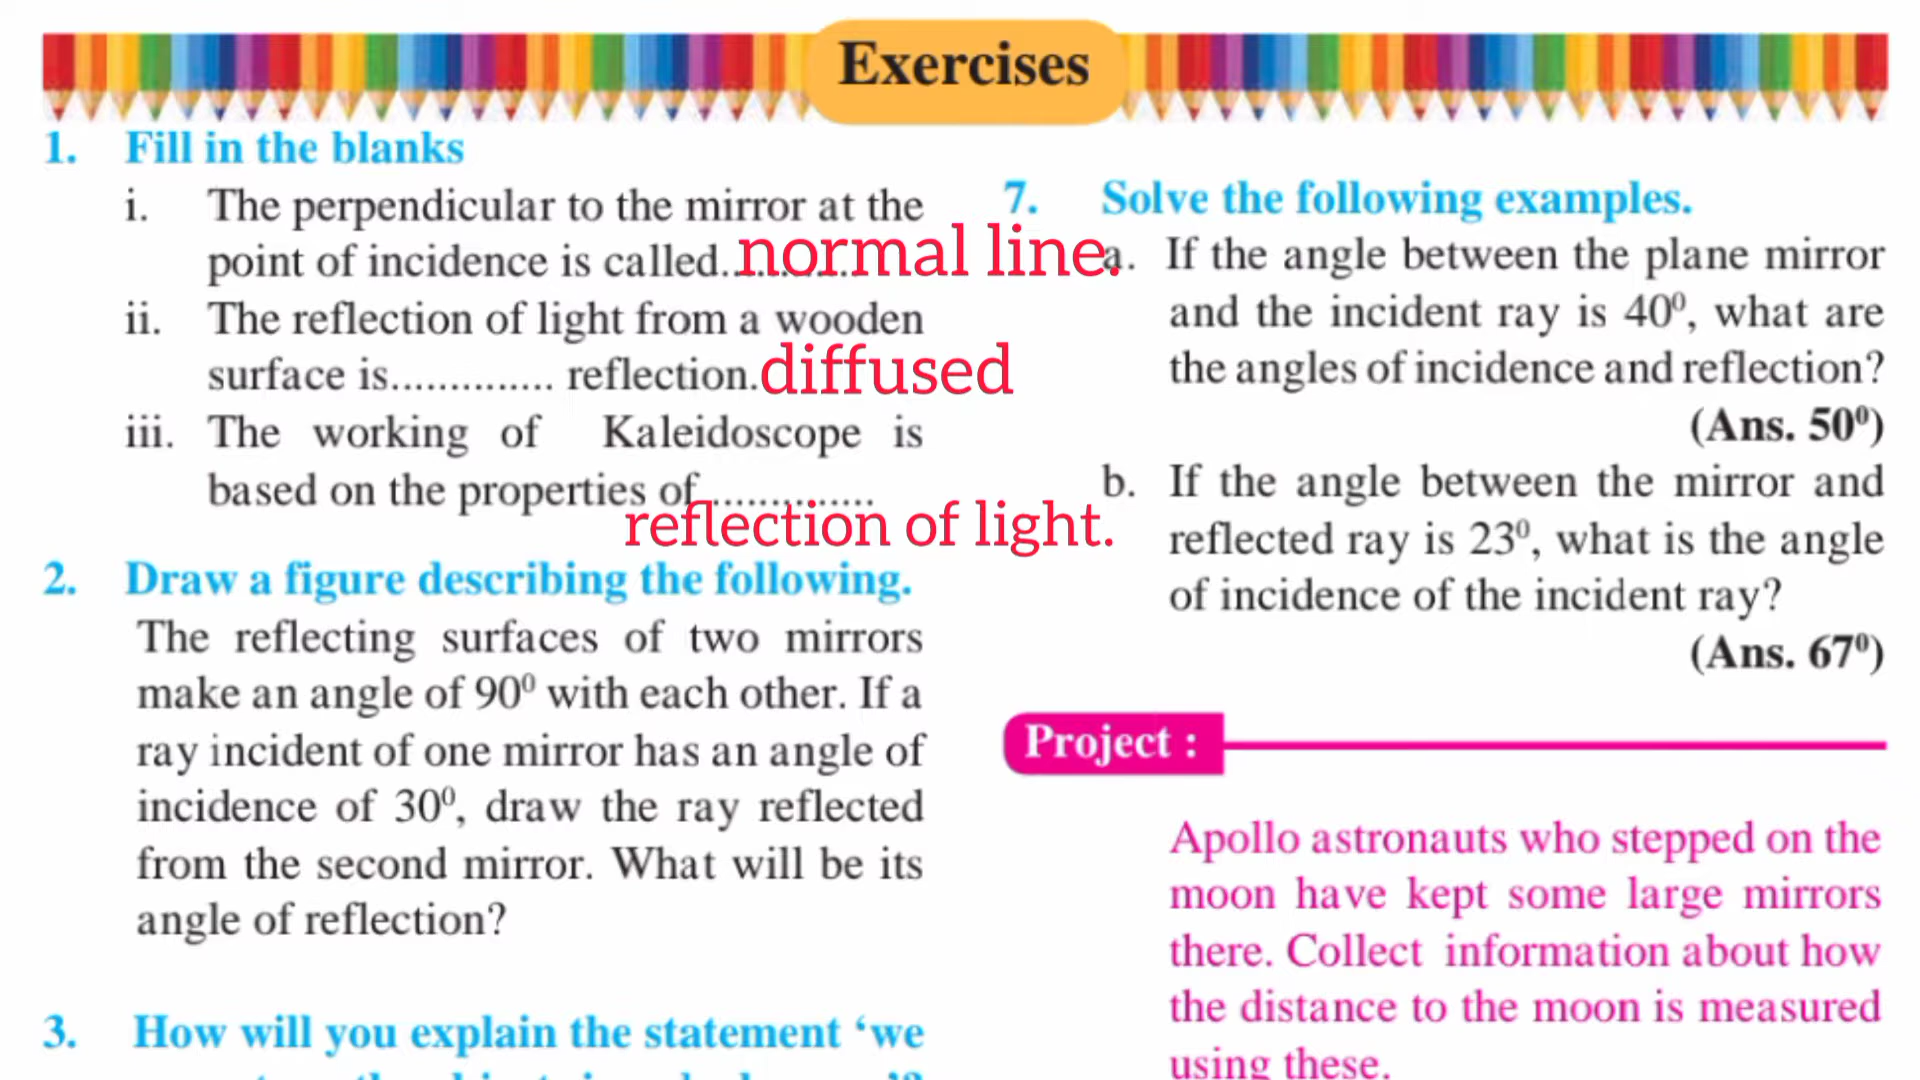 Exercises
1. Fill in the blanks
i. The perpendicular to the mirror at the
point of incidence is called.............
normal line.
ii. The reflection of light from a wooden
surface is.............. reflection.
diffused
iii. The working of Kaleidoscope is
based on the properties of..............
reflection of light.
2. Draw a figure describing the following.
The reflecting surfaces of two mirrors
make an angle of 90⁰ with each other. If a
ray incident of one mirror has an angle of
incidence of 30⁰, draw the ray reflected
from the second mirror. What will be its
angle of reflection?
3. How will you explain the statement ‘we
7. Solve the following examples.
a. If the angle between the plane mirror
and the incident ray is 40⁰, what are
the angles of incidence and reflection?
(Ans. 50⁰)
b. If the angle between the mirror and
reflected ray is 23⁰, what is the angle
of incidence of the incident ray?
(Ans. 67⁰)
Project :
Apollo astronauts who stepped on the
moon have kept some large mirrors
there. Collect information about how
the distance to the moon is measured
using these.